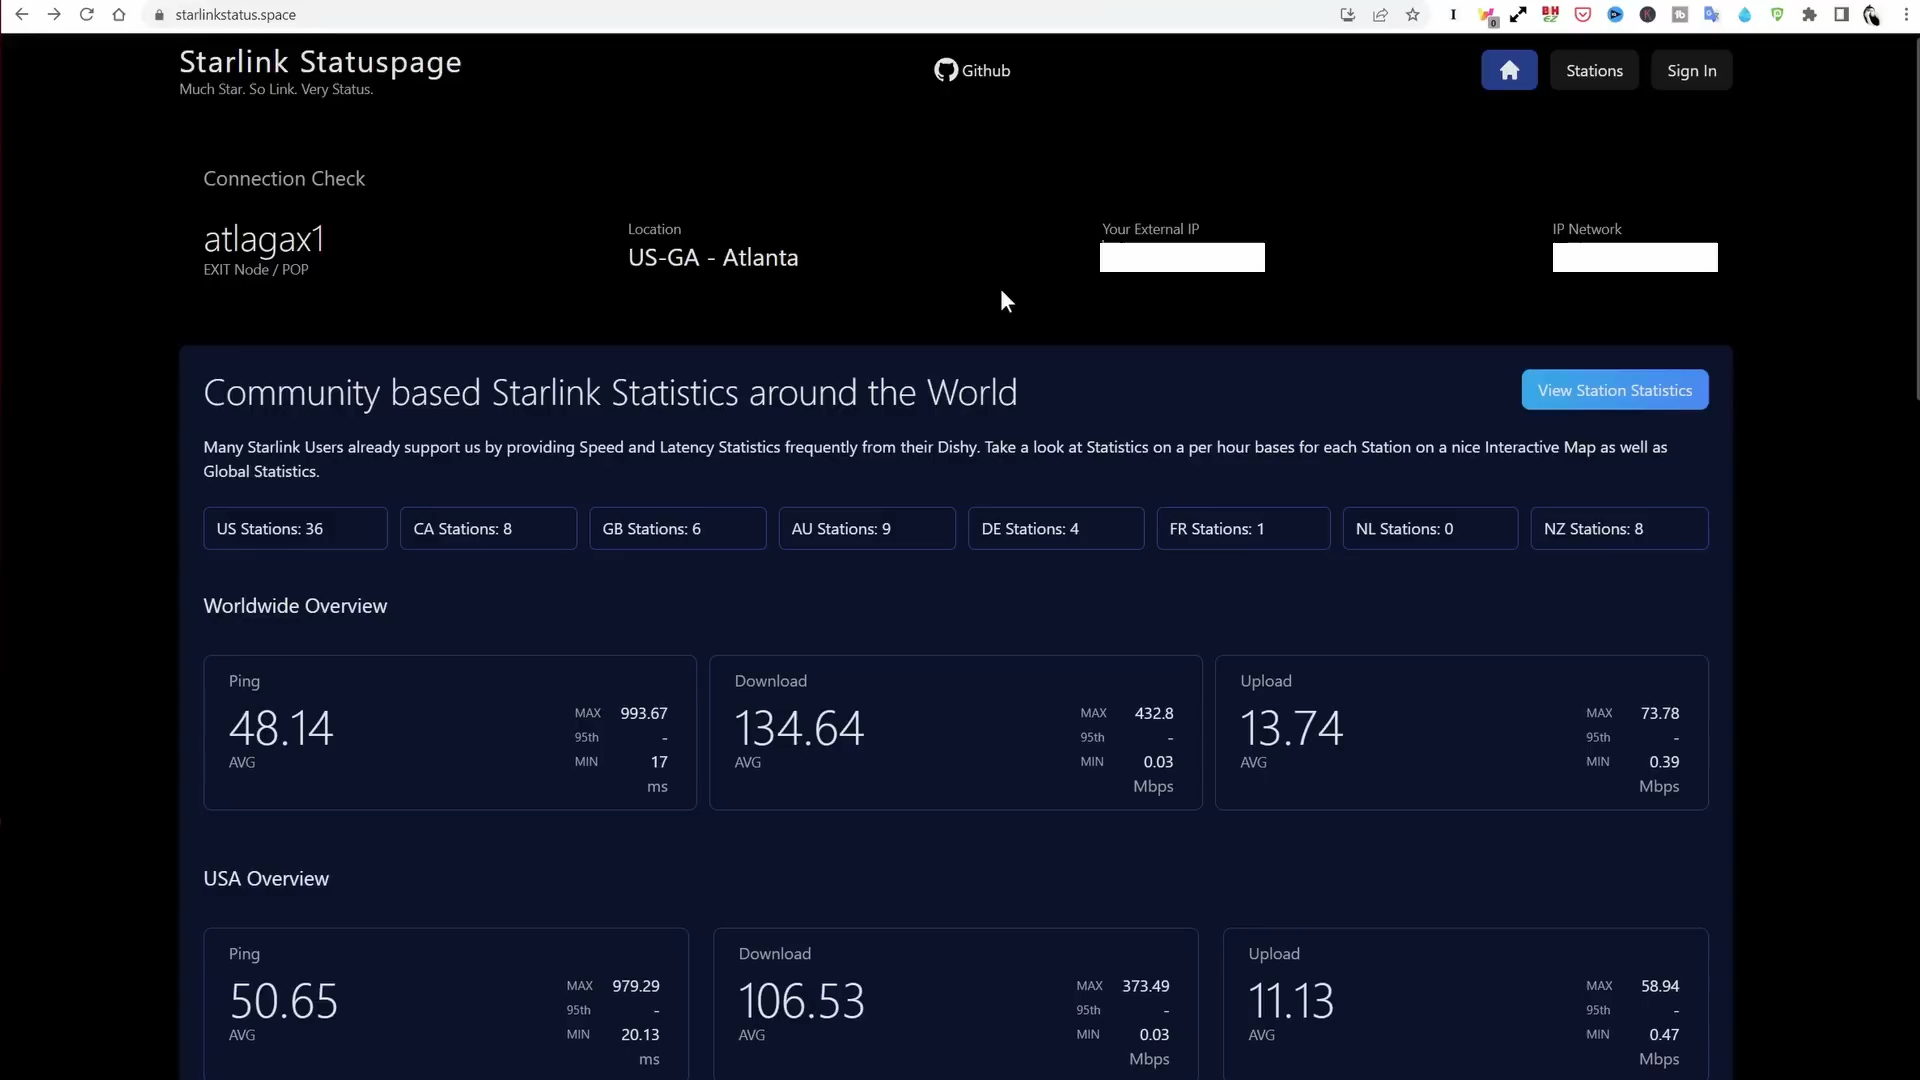 starlinkstatus.space
Starlink Statuspage
Much Star. So Link. Very Status.
Github
Stations
Sign In
Connection Check
atlagax1
EXIT Node / POP
Location
US-GA - Atlanta
Your External IP
IP Network
Community based Starlink Statistics around the World
View Station Statistics
Many Starlink Users already support us by providing Speed and Latency Statistics frequently from their Dishy. Take a look at Statistics on a per hour bases for each Station on a nice Interactive Map as well as
Global Statistics.
US Stations: 36
CA Stations: 8
GB Stations: 6
AU Stations: 9
DE Stations: 4
FR Stations: 1
NL Stations: 0
NZ Stations: 8
Worldwide Overview
Ping
48.14
AVG
MAX 993.67
95th -
MIN 17
ms
Download
134.64
AVG
MAX 432.8
95th -
MIN 0.03
Mbps
Upload
13.74
AVG
MAX 73.78
95th -
MIN 0.39
Mbps
USA Overview
Ping
50.65
AVG
MAX 979.29
95th -
MIN 20.13
ms
Download
106.53
AVG
MAX 373.49
95th -
MIN 0.03
Mbps
Upload
11.13
AVG
MAX 58.94
95th -
MIN 0.47
Mbps